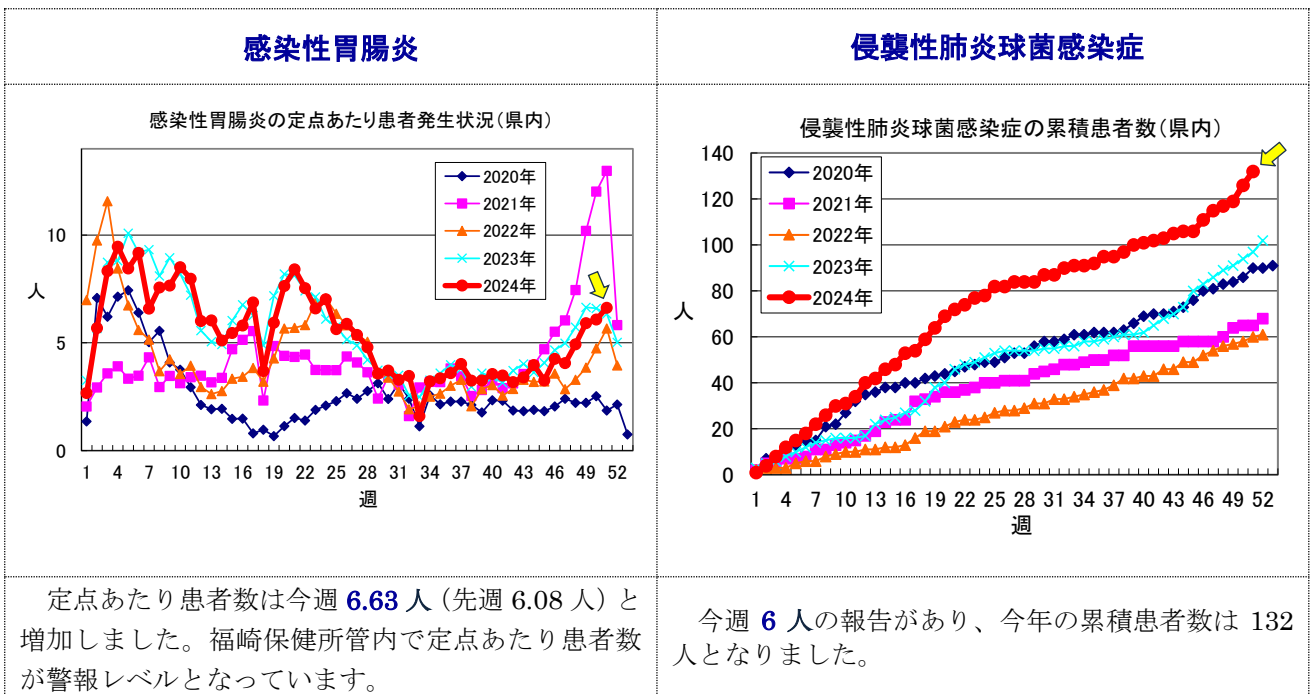 感染性胃腸炎
感染性胃腸炎の定点あたり患者発生状況(県内)
10
5
0
人
2020年
2021年
2022年
2023年
2024年
1 4 7 10 13 16 19 22 25 28 31 34 37 40 43 46 49 52
週
定点あたり患者数は今週 6.63 人(先週 6.08 人)と
増加しました。福崎保健所管内で定点あたり患者数
が警報レベルとなっています。
侵襲性肺炎球菌感染症
侵襲性肺炎球菌感染症の累積患者数(県内)
140
120
100
80
60
40
20
0
人
2020年
2021年
2022年
2023年
2024年
1 4 7 10 13 16 19 22 25 28 31 34 37 40 43 46 49 52
週
今週 6 人の報告があり、今年の累積患者数は 132
人となりました。